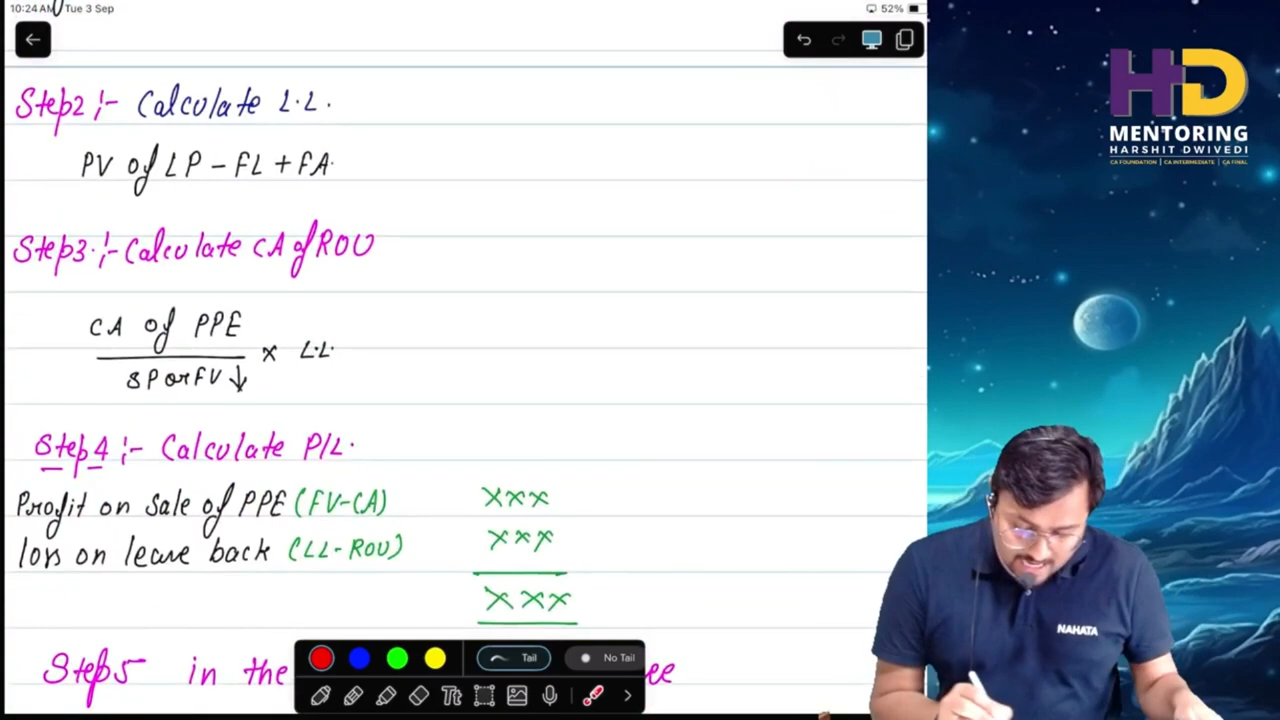 10:24 AM Tue 3 Sep
52%
Step2 :- Calculate L.L.
PV of LP - FL + FA
Step3 :- Calculate CA of ROU
CA of PPE
SP or FV ↓
× L.L.
Step4 :- Calculate P/L.
Profit on sale of PPE (FV-CA) ×××
loss on lease back (LL-ROU) ×××
×××
Step5 in the
ee
Tail
No Tail
Tt
HD
MENTORING
HARSHIT DWIVEDI
CA FOUNDATION | CA INTERMEDIATE | CA FINAL
NAHATA